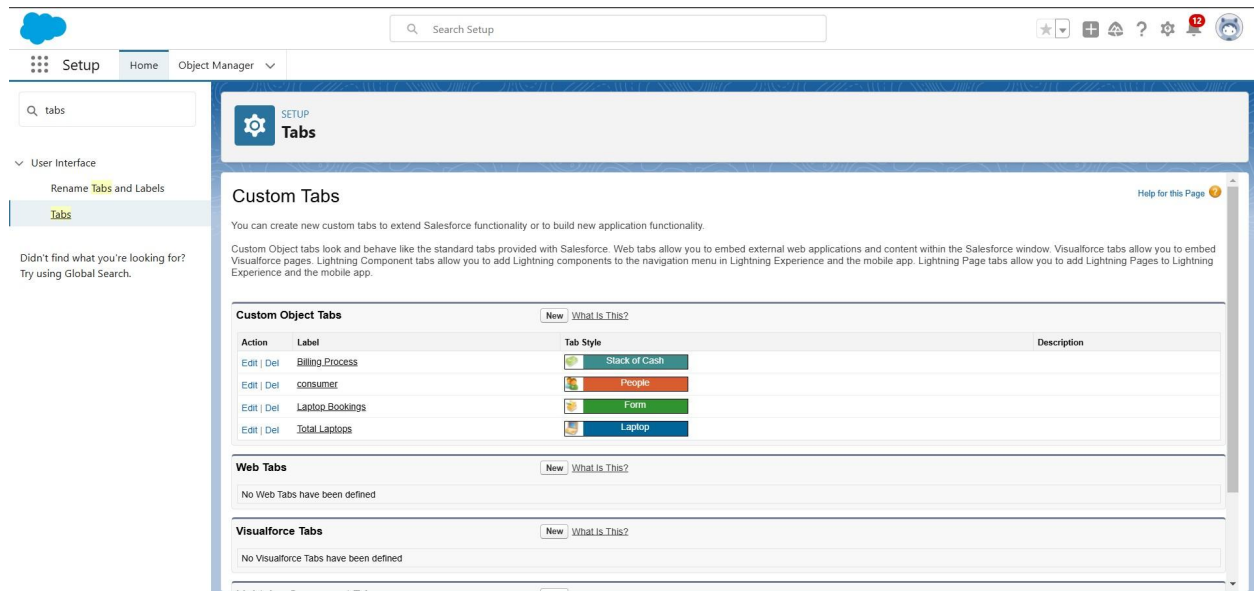 Search Setup
12
Setup
Home
Object Manager
tabs
User Interface
Rename Tabs and Labels
Tabs
Didn't find what you're looking for?
Try using Global Search.
SETUP
Tabs
Custom Tabs
Help for this Page
You can create new custom tabs to extend Salesforce functionality or to build new application functionality.
Custom Object tabs look and behave like the standard tabs provided with Salesforce. Web tabs allow you to embed external web applications and content within the Salesforce window. Visualforce tabs allow you to embed
Visualforce pages. Lightning Component tabs allow you to add Lightning components to the navigation menu in Lightning Experience and the mobile app. Lightning Page tabs allow you to add Lightning Pages to Lightning
Experience and the mobile app.
Custom Object Tabs New What Is This?
Action Label Tab Style Description
Edit | Del Billing Process Stack of Cash
Edit | Del consumer People
Edit | Del Laptop Bookings Form
Edit | Del Total Laptops Laptop
Web Tabs New What Is This?
No Web Tabs have been defined
Visualforce Tabs New What Is This?
No Visualforce Tabs have been defined